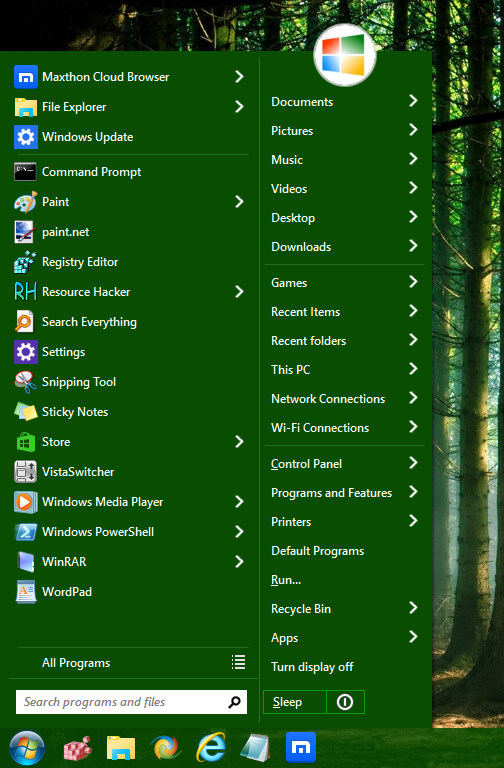 Maxthon Cloud Browser
File Explorer
Windows Update
Command Prompt
Paint
paint.net
Registry Editor
RH Resource Hacker
Search Everything
Settings
Snipping Tool
Sticky Notes
Store
VistaSwitcher
Windows Media Player
Windows PowerShell
WinRAR
WordPad
All Programs
Search programs and files
Documents
Pictures
Music
Videos
Desktop
Downloads
Games
Recent Items
Recent folders
This PC
Network Connections
Wi-Fi Connections
Control Panel
Programs and Features
Printers
Default Programs
Run...
Recycle Bin
Apps
Turn display off
Sleep